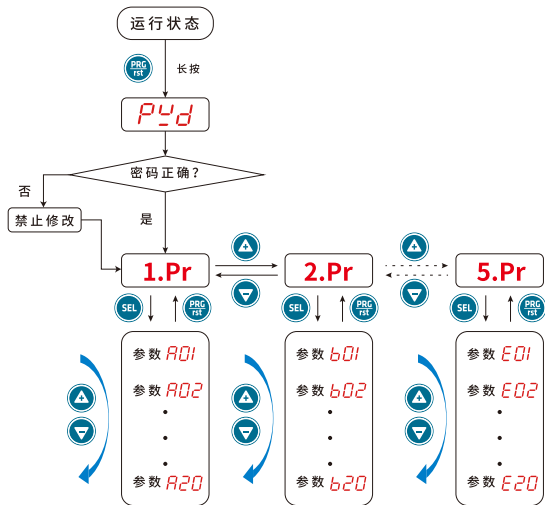 运行状态
PRG
rst
长按
PYd
密码正确?
否
禁止修改
是
1.Pr
2.Pr
5.Pr
SEL
PRG
rst
SEL
PRG
rst
SEL
PRG
rst
参数 A01
参数 A02
参数 A20
参数 b01
参数 b02
参数 b20
参数 E01
参数 E02
参数 E20